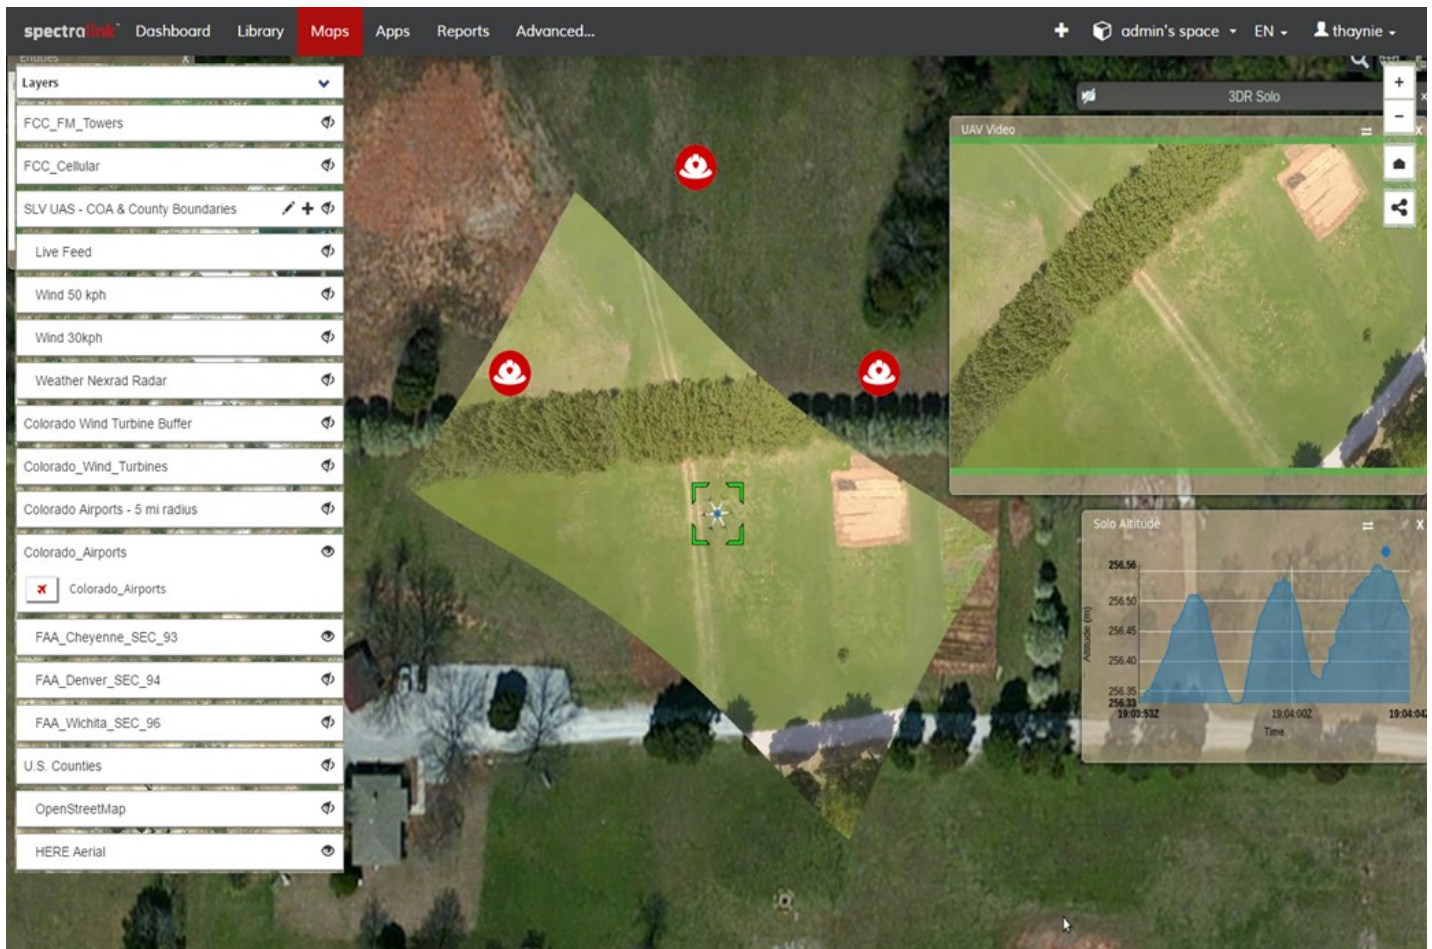 spectralink Dashboard Library Maps Apps Reports Advanced... admin's space EN thaynie
Entities X
Layers
FCC_FM_Towers
FCC_Cellular
SLV UAS - COA & County Boundaries
Live Feed
Wind 50 kph
Wind 30kph
Weather Nexrad Radar
Colorado Wind Turbine Buffer
Colorado_Wind_Turbines
Colorado Airports - 5 mi radius
Colorado_Airports
Colorado_Airports
FAA_Cheyenne_SEC_93
FAA_Denver_SEC_94
FAA_Wichita_SEC_96
U.S. Counties
OpenStreetMap
HERE Aerial
3DR Solo x
UAV Video X
Solo Altitude X
Altitude (m)
256.56
256.50
256.45
256.40
256.35
256.33
19:03:53Z 19:04:00Z 19:04:04Z
Time